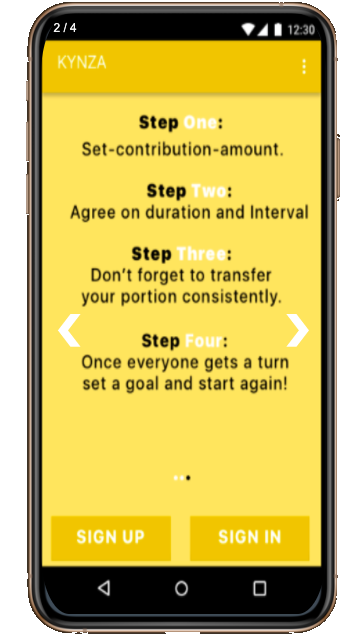 2 / 4
12:30
KYNZA
Step One:
Set-contribution-amount.
Step Two:
Agree on duration and Interval
Step Three:
Don't forget to transfer
your portion consistently.
Step Four:
Once everyone gets a turn
set a goal and start again!
SIGN UP
SIGN IN